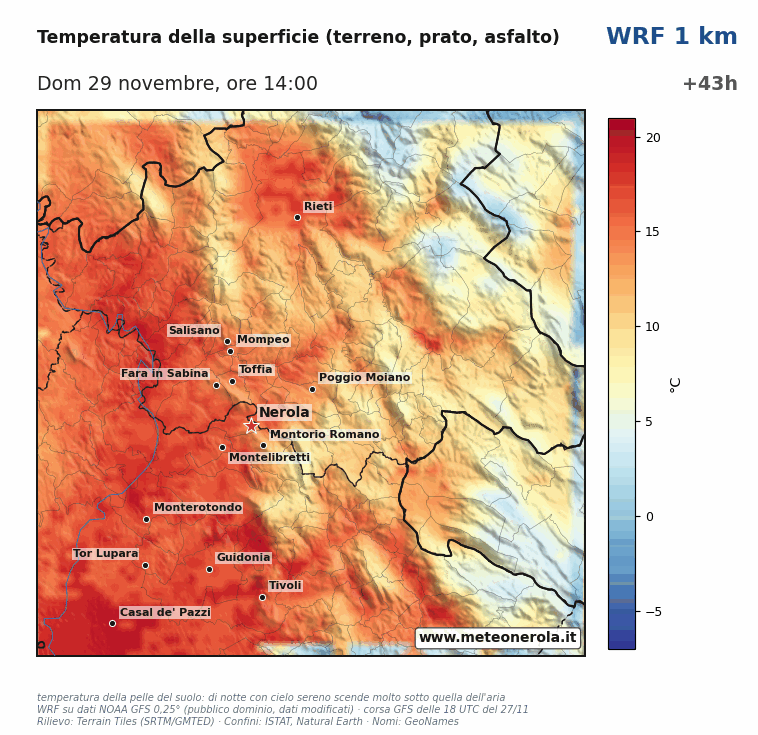 Temperatura della superficie (terreno, prato, asfalto)
WRF 1 km
Dom 29 novembre, ore 14:00
+43h
20
15
10
5
0
−5
°C
Rieti
Salisano
Mompeo
Fara in Sabina
Toffia
Poggio Moiano
Nerola
Montorio Romano
Montelibretti
Monterotondo
Tor Lupara
Guidonia
Tivoli
Casal de' Pazzi
www.meteonerola.it
temperatura della pelle del suolo: di notte con cielo sereno scende molto sotto quella dell'aria
WRF su dati NOAA GFS 0,25° (pubblico dominio, dati modificati) · corsa GFS delle 18 UTC del 27/11
Rilievo: Terrain Tiles (SRTM/GMTED) · Confini: ISTAT, Natural Earth · Nomi: GeoNames